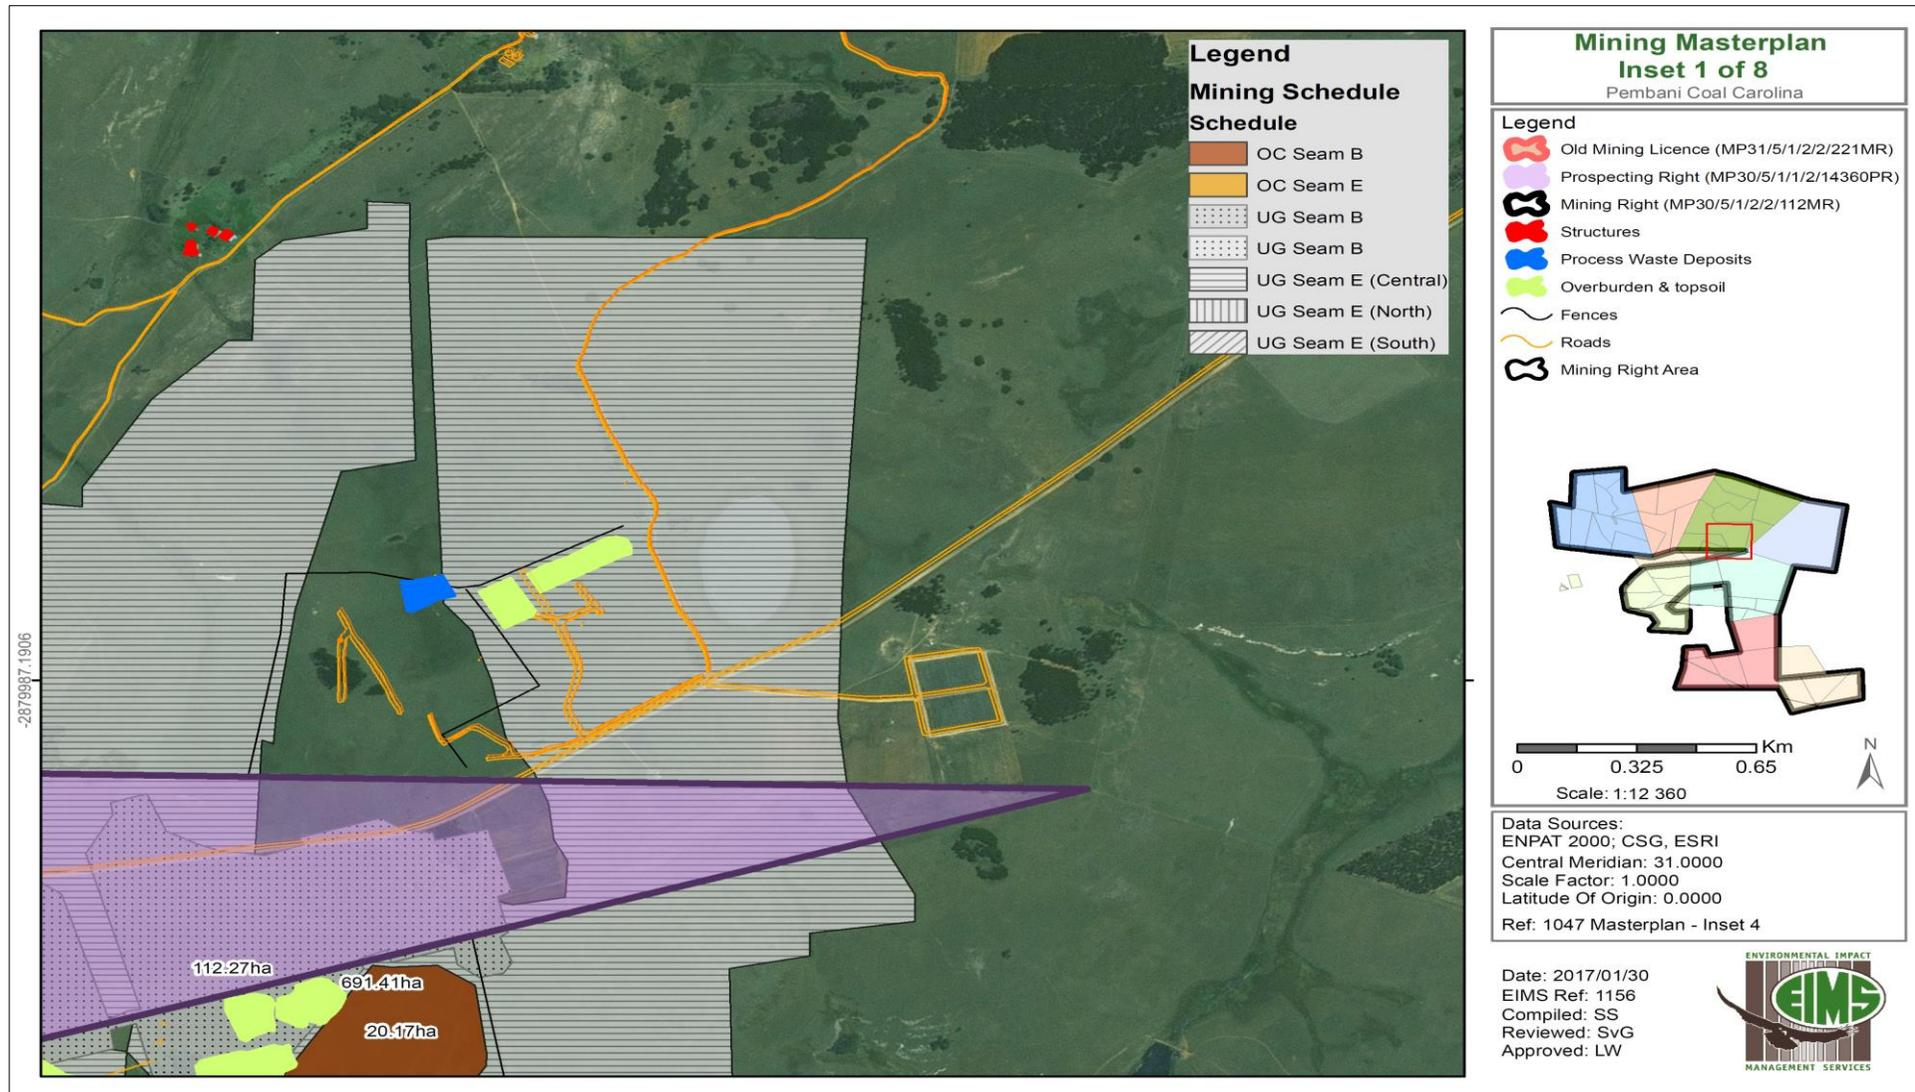 Legend
Mining Schedule
Schedule
OC Seam B
OC Seam E
UG Seam B
UG Seam B
UG Seam E (Central)
UG Seam E (North)
UG Seam E (South)
-2879987.1906
112.27ha
691.41ha
20.17ha
Mining Masterplan
Inset 1 of 8
Pembani Coal Carolina
Legend
Old Mining Licence (MP31/5/1/2/2/221MR)
Prospecting Right (MP30/5/1/1/2/14360PR)
Mining Right (MP30/5/1/2/2/112MR)
Structures
Process Waste Deposits
Overburden & topsoil
Fences
Roads
Mining Right Area
Km
0 0.325 0.65
N
Scale: 1:12 360
Data Sources:
ENPAT 2000; CSG, ESRI
Central Meridian: 31.0000
Scale Factor: 1.0000
Latitude Of Origin: 0.0000
Ref: 1047 Masterplan - Inset 4
Date: 2017/01/30
EIMS Ref: 1156
Compiled: SS
Reviewed: SvG
Approved: LW
ENVIRONMENTAL IMPACT
EIMS
MANAGEMENT SERVICES